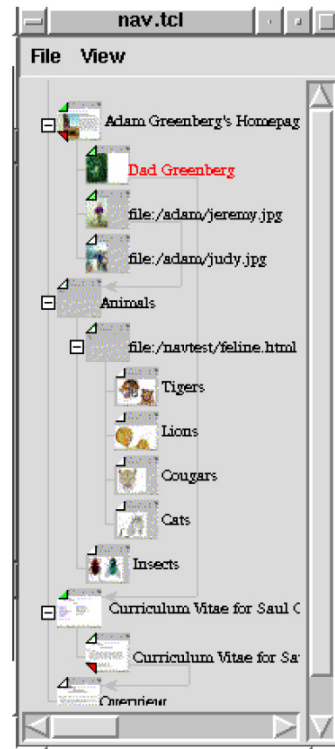 nav.tcl
File View
Adam Greenberg's Homepag
Dad Greenberg
file:/adam/jeremy.jpg
file:/adam/judy.jpg
Animals
file:/navtest/feline.html
Tigers
Lions
Cougars
Cats
Insects
Curriculum Vitae for Saul C
Curriculum Vitae for Sa
Overview